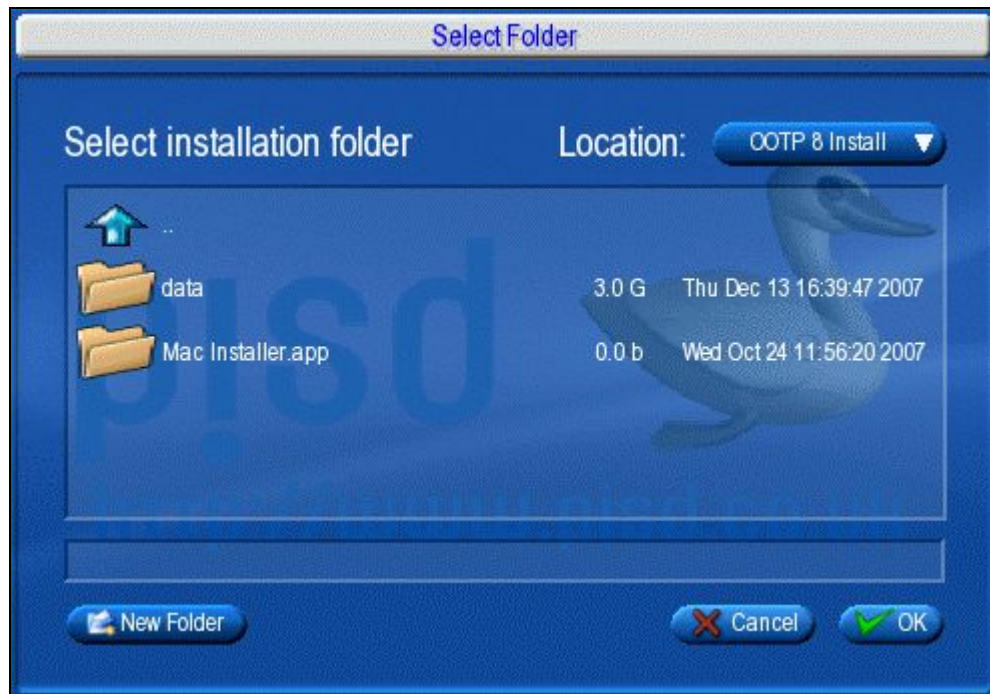 Select Folder
Select installation folder
Location: OOTP 8 Install
..
data 3.0 G Thu Dec 13 16:39:47 2007
Mac Installer.app 0.0 b Wed Oct 24 11:56:20 2007
plsd
New Folder
Cancel
OK